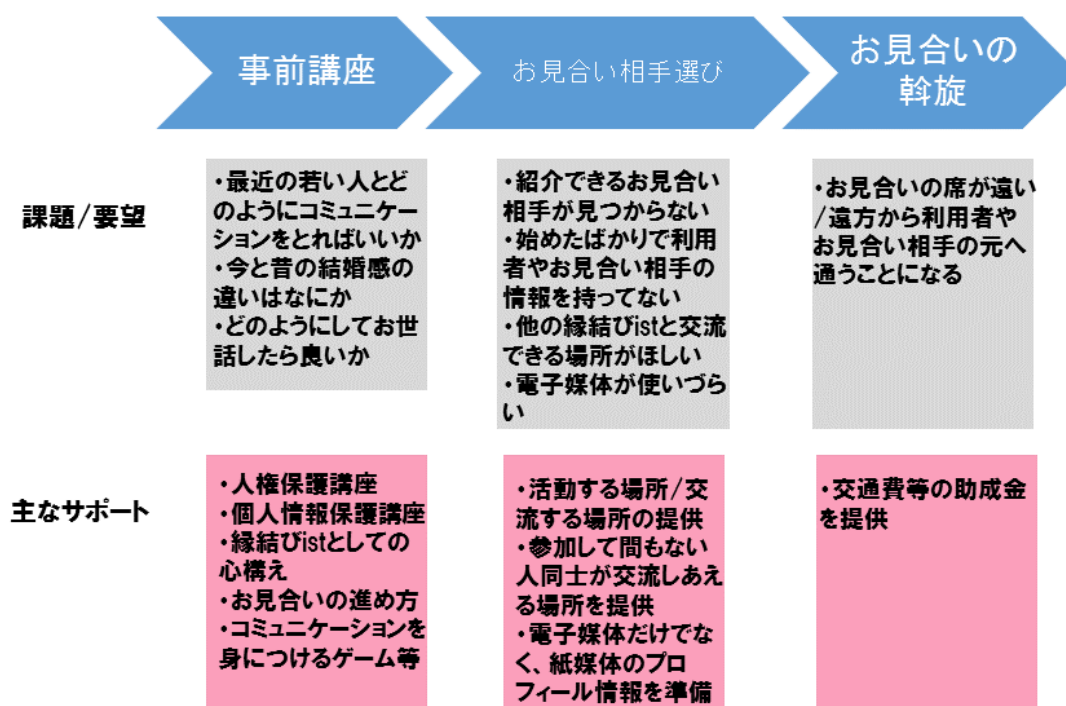 事前講座
お見合い相手選び
お見合いの
斡旋
課題/要望
・最近の若い人とど
のようにコミュニケー
ションをとればいいか
・今と昔の結婚感の
違いはなにか
・どのようにしてお世
話したら良いか
・紹介できるお見合い
相手が見つからない
・始めたばかりで利用
者やお見合い相手の
情報を持ってない
・他の縁結びistと交流
できる場所がほしい
・電子媒体が使いづら
い
・お見合いの席が遠い
/遠方から利用者や
お見合い相手の元へ
通うことになる
主なサポート
・人権保護講座
・個人情報保護講座
・縁結びistとしての
心構え
・お見合いの進め方
・コミュニケーションを
身につけるゲーム等
・活動する場所/交
流する場所の提供
・参加して間もない
人同士が交流しあえ
る場所を提供
・電子媒体だけでな
く、紙媒体のプロ
フィール情報を準備
・交通費等の助成金
を提供